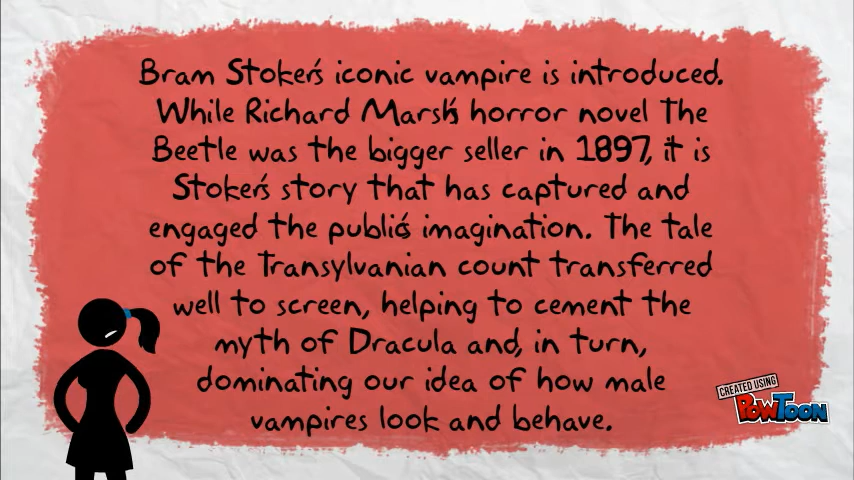 Bram Stoker's iconic vampire is introduced.
While Richard Marsh's horror novel The
Beetle was the bigger seller in 1897, it is
Stoker's story that has captured and
engaged the public's imagination. The tale
of the Transylvanian count transferred
well to screen, helping to cement the
myth of Dracula and, in turn,
dominating our idea of how male
vampires look and behave.
CREATED USING
POWTOON